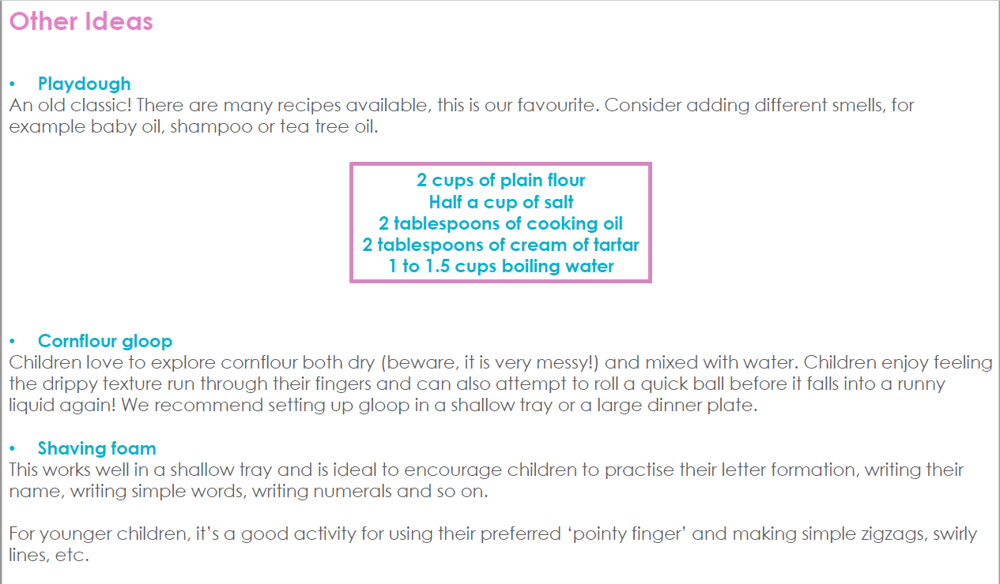 Other Ideas
• Playdough
An old classic! There are many recipes available, this is our favourite. Consider adding different smells, for
example baby oil, shampoo or tea tree oil.
2 cups of plain flour
Half a cup of salt
2 tablespoons of cooking oil
2 tablespoons of cream of tartar
1 to 1.5 cups boiling water
• Cornflour gloop
Children love to explore cornflour both dry (beware, it is very messy!) and mixed with water. Children enjoy feeling
the drippy texture run through their fingers and can also attempt to roll a quick ball before it falls into a runny
liquid again! We recommend setting up gloop in a shallow tray or a large dinner plate.
• Shaving foam
This works well in a shallow tray and is ideal to encourage children to practise their letter formation, writing their
name, writing simple words, writing numerals and so on.
For younger children, it’s a good activity for using their preferred ‘pointy finger’ and making simple zigzags, swirly
lines, etc.